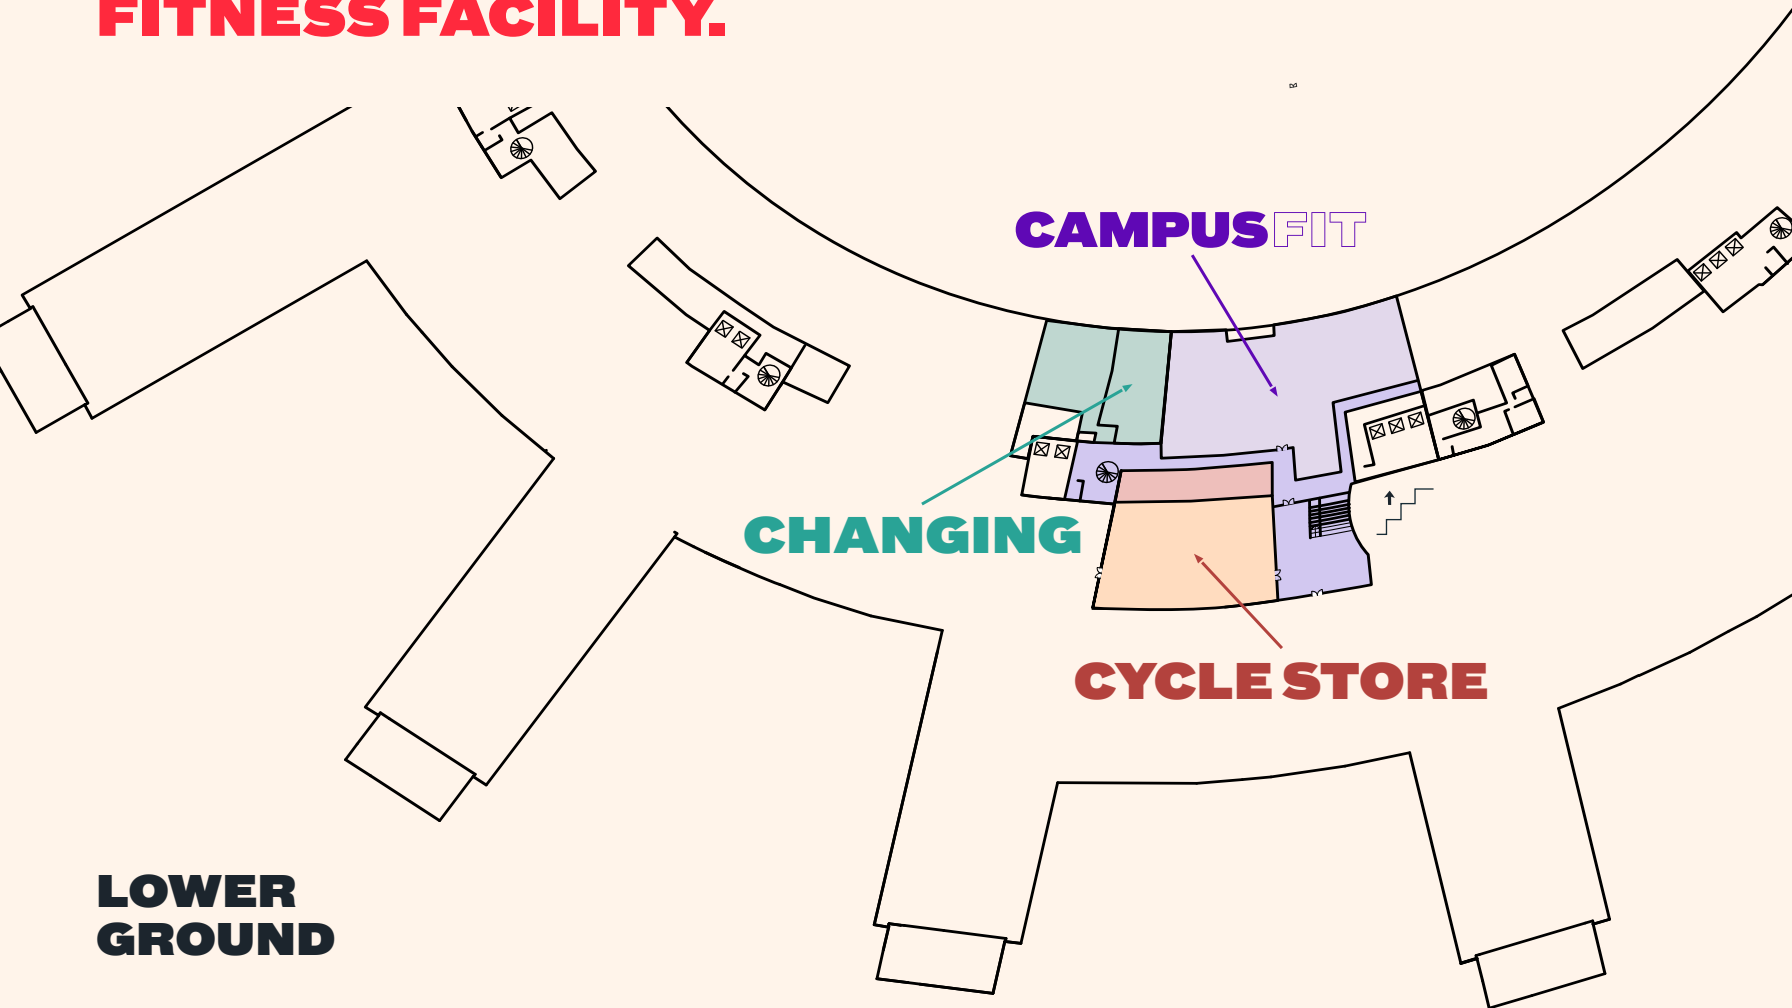 FITNESS FACILITY.
CAMPUSFIT
CHANGING
CYCLE STORE
LOWER
GROUND